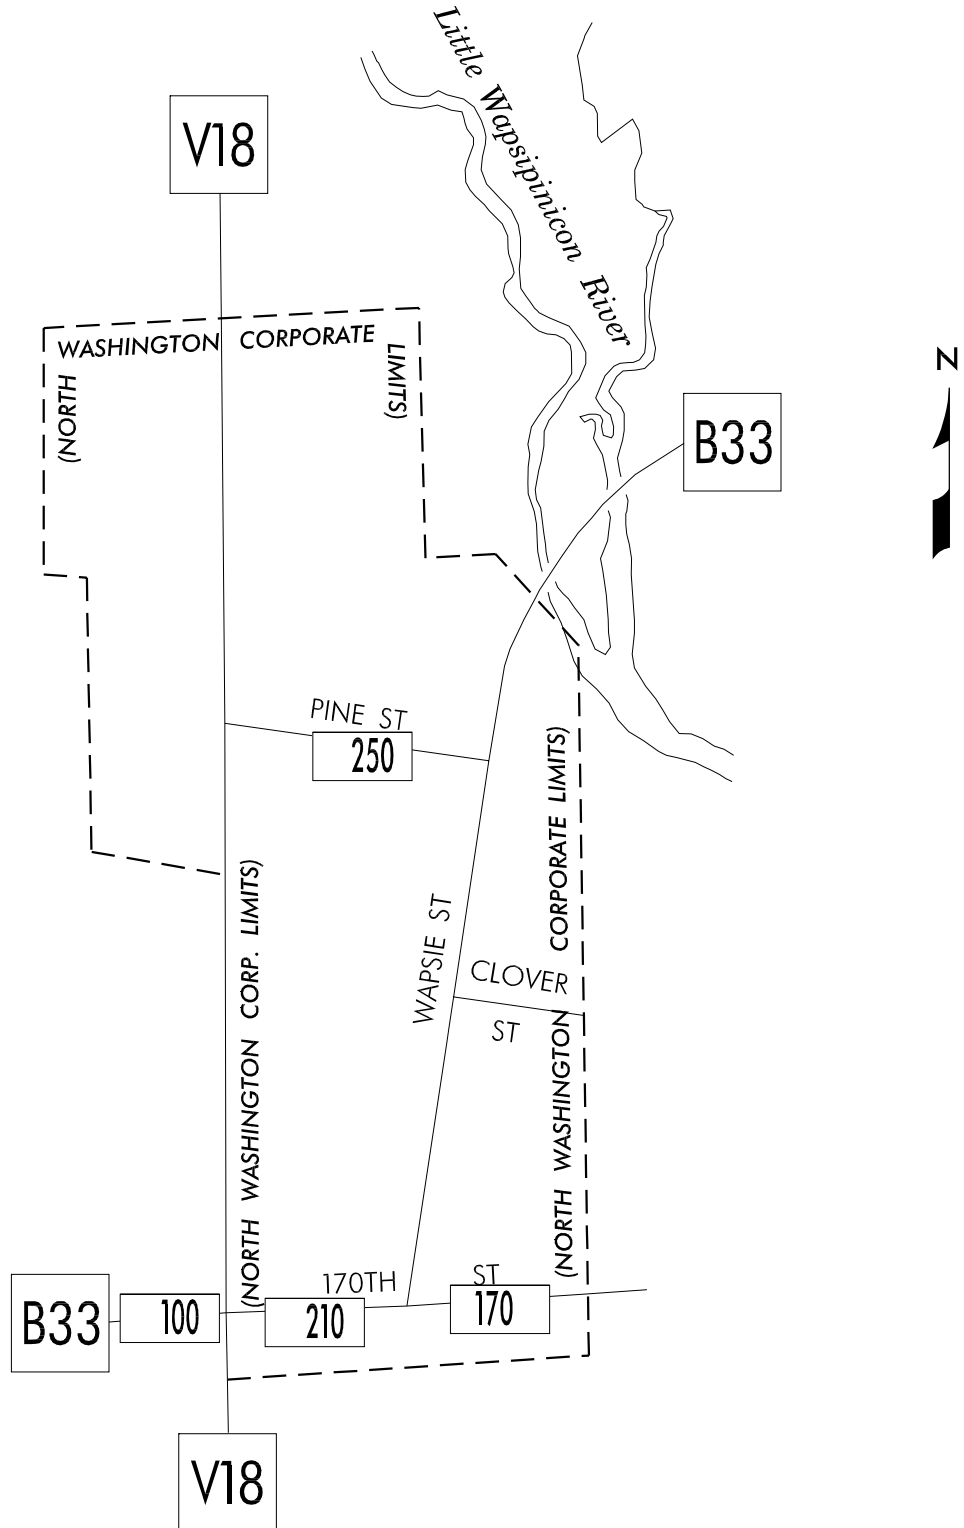 Little Wapsipinicon River
V18
WASHINGTON CORPORATE
LIMITS)
(NORTH
N
B33
PINE ST
250
(NORTH WASHINGTON CORPORATE LIMITS)
(NORTH WASHINGTON CORP. LIMITS)
WAPSIE ST
CLOVER
ST
170TH ST
B33
100
210
170
V18